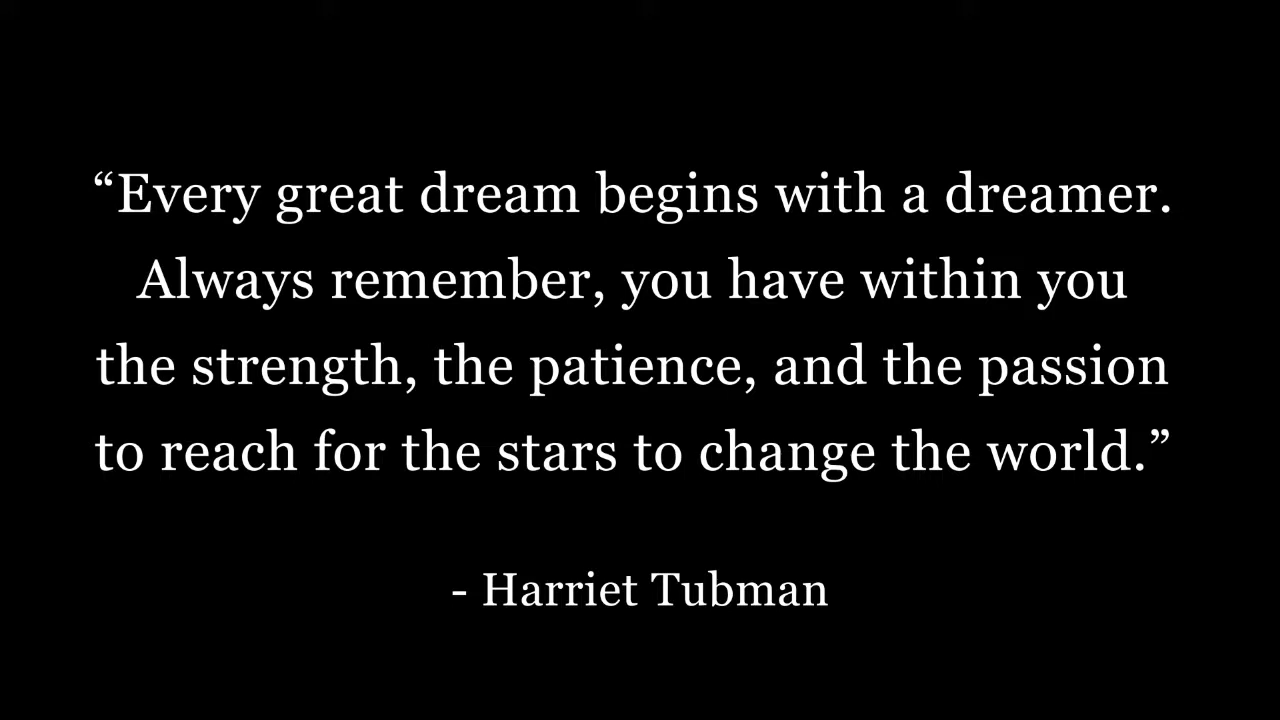 “Every great dream begins with a dreamer.
Always remember, you have within you
the strength, the patience, and the passion
to reach for the stars to change the world.”
- Harriet Tubman